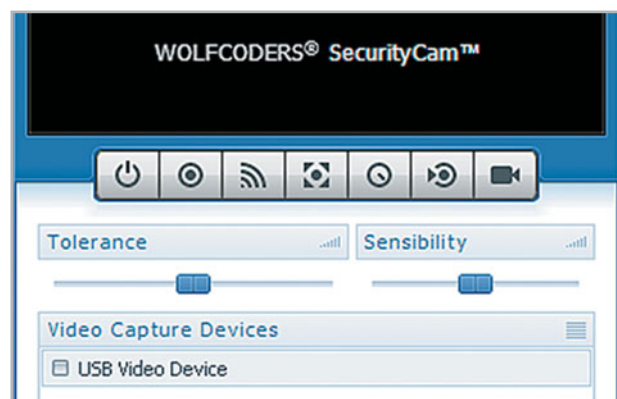 WOLFCODERS® SecurityCam™
Tolerance
Sensibility
Video Capture Devices
USB Video Device